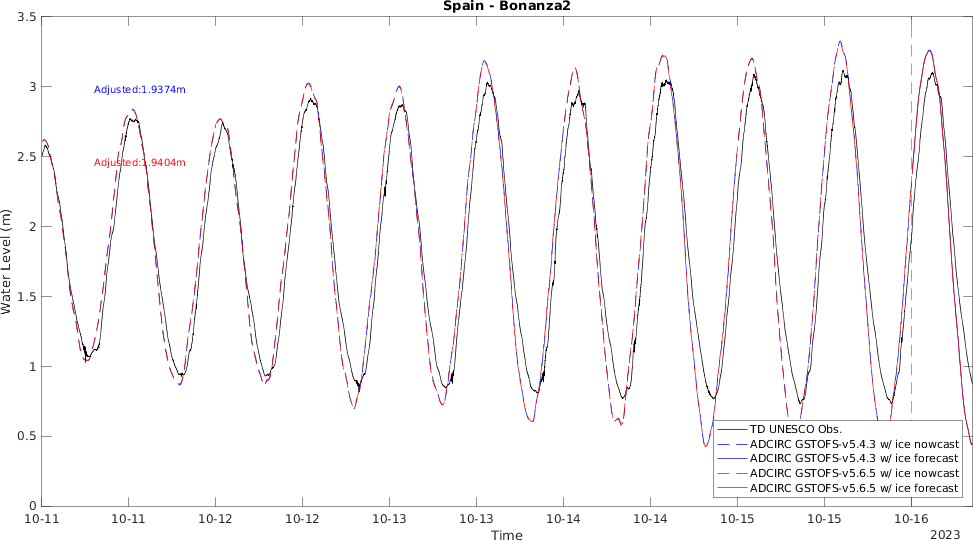 Spain - Bonanza2
3.5
3
2.5
2
1.5
1
0.5
0
Water Level (m)
Adjusted:1.9374m
Adjusted:1.9404m
TD UNESCO Obs.
ADCIRC GSTOFS-v5.4.3 w/ ice nowcast
ADCIRC GSTOFS-v5.4.3 w/ ice forecast
ADCIRC GSTOFS-v5.6.5 w/ ice nowcast
ADCIRC GSTOFS-v5.6.5 w/ ice forecast
10-11 10-11 10-12 10-12 10-13 10-13 10-14 10-14 10-15 10-15 10-16
Time
2023